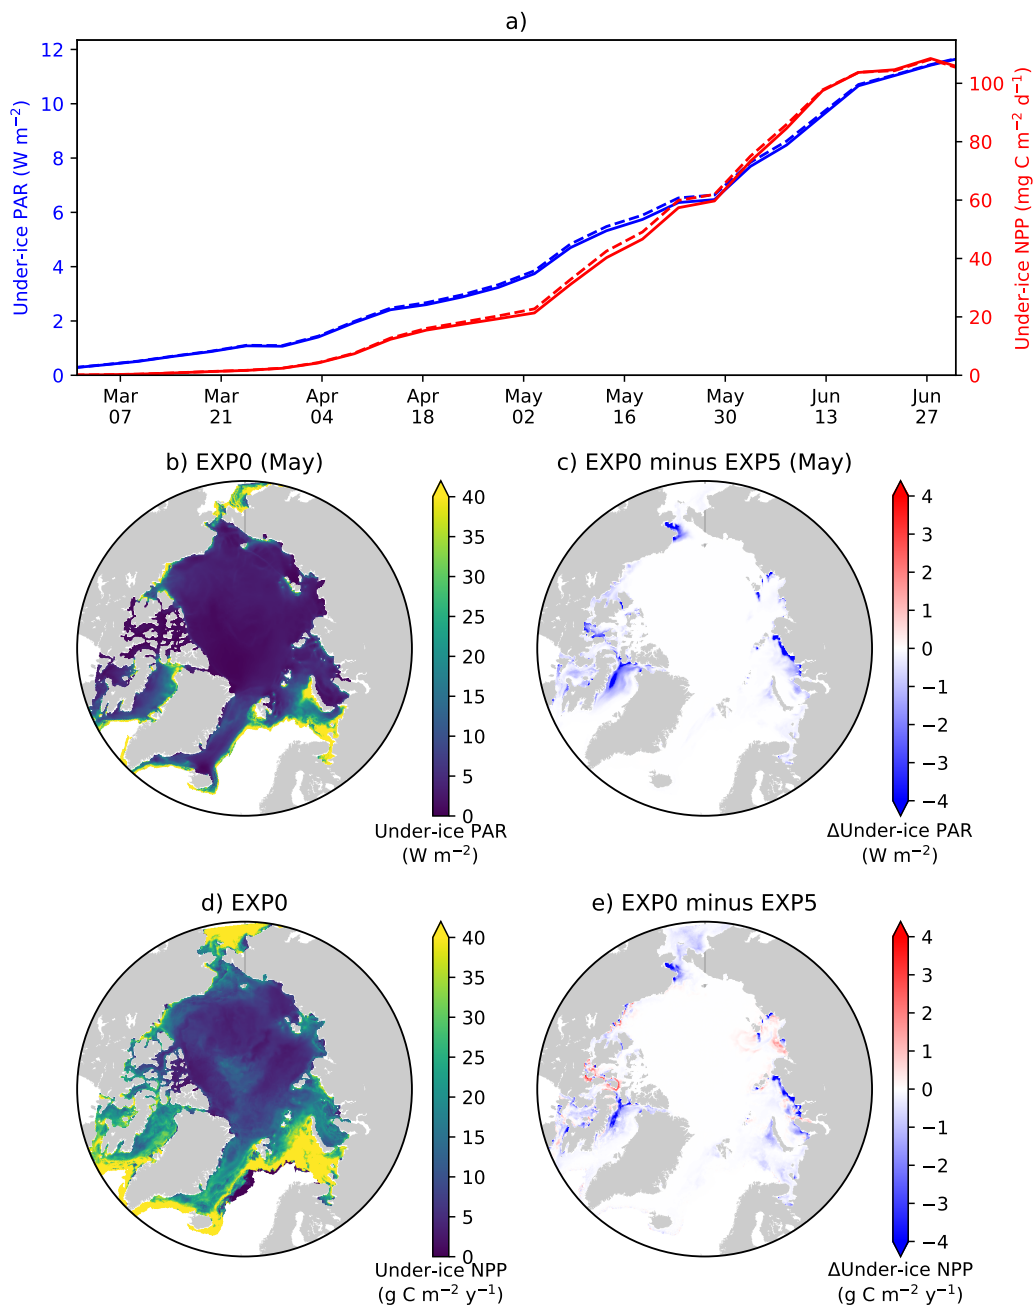 a)
Under-ice PAR (W m⁻²)
12
10
8
6
4
2
0
Under-ice NPP (mg C m⁻² d⁻¹)
100
80
60
40
20
0
Mar 07
Mar 21
Apr 04
Apr 18
May 02
May 16
May 30
Jun 13
Jun 27
b) EXP0 (May)
40
35
30
25
20
15
10
5
0
Under-ice PAR
(W m⁻²)
c) EXP0 minus EXP5 (May)
4
3
2
1
0
−1
−2
−3
−4
ΔUnder-ice PAR
(W m⁻²)
d) EXP0
40
35
30
25
20
15
10
5
0
Under-ice NPP
(g C m⁻² y⁻¹)
e) EXP0 minus EXP5
4
3
2
1
0
−1
−2
−3
−4
ΔUnder-ice NPP
(g C m⁻² y⁻¹)